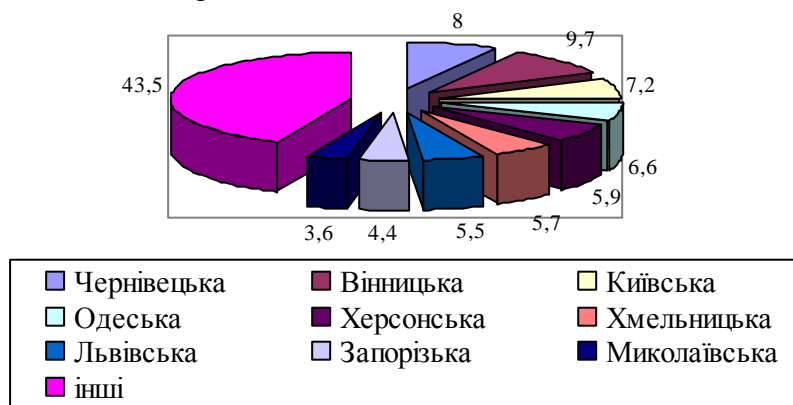 8
9,7
43,5
7,2
6,6
5,9
3,6
4,4
5,5
5,7
Чернівецька Вінницька Київська
Одеська Херсонська Хмельницька
Львівська Запорізька Миколаївська
інші